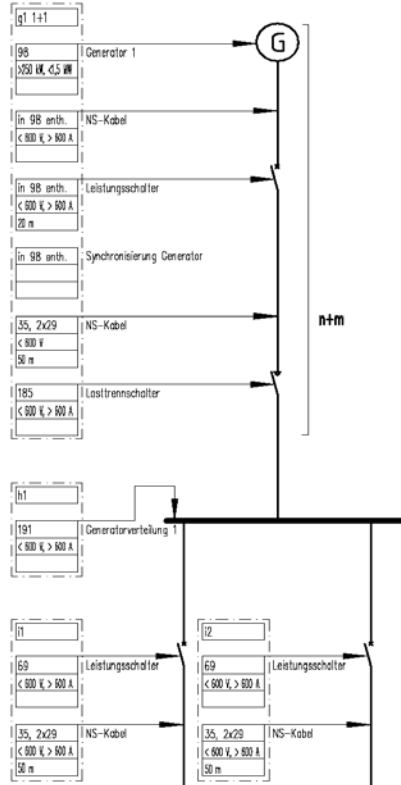 g1 1+1
98
>250 kW, <1,5 MW
Generator 1
G
in 98 enth.
< 600 V, > 600 A
NS-Kabel
in 98 enth.
< 600 V, > 600 A
20 m
Leistungsschalter
in 98 enth.
Synchronisierung Generator
35, 2x29
< 600 V
50 m
NS-Kabel
n+m
185
< 600 V, > 600 A
Lasttrennschalter
h1
191
< 600 V, > 600 A
Generatorverteilung 1
i1
69
< 600 V, > 600 A
Leistungsschalter
35, 2x29
< 600 V, > 600 A
50 m
NS-Kabel
i2
69
< 600 V, > 600 A
Leistungsschalter
35, 2x29
< 600 V, > 600 A
50 m
NS-Kabel